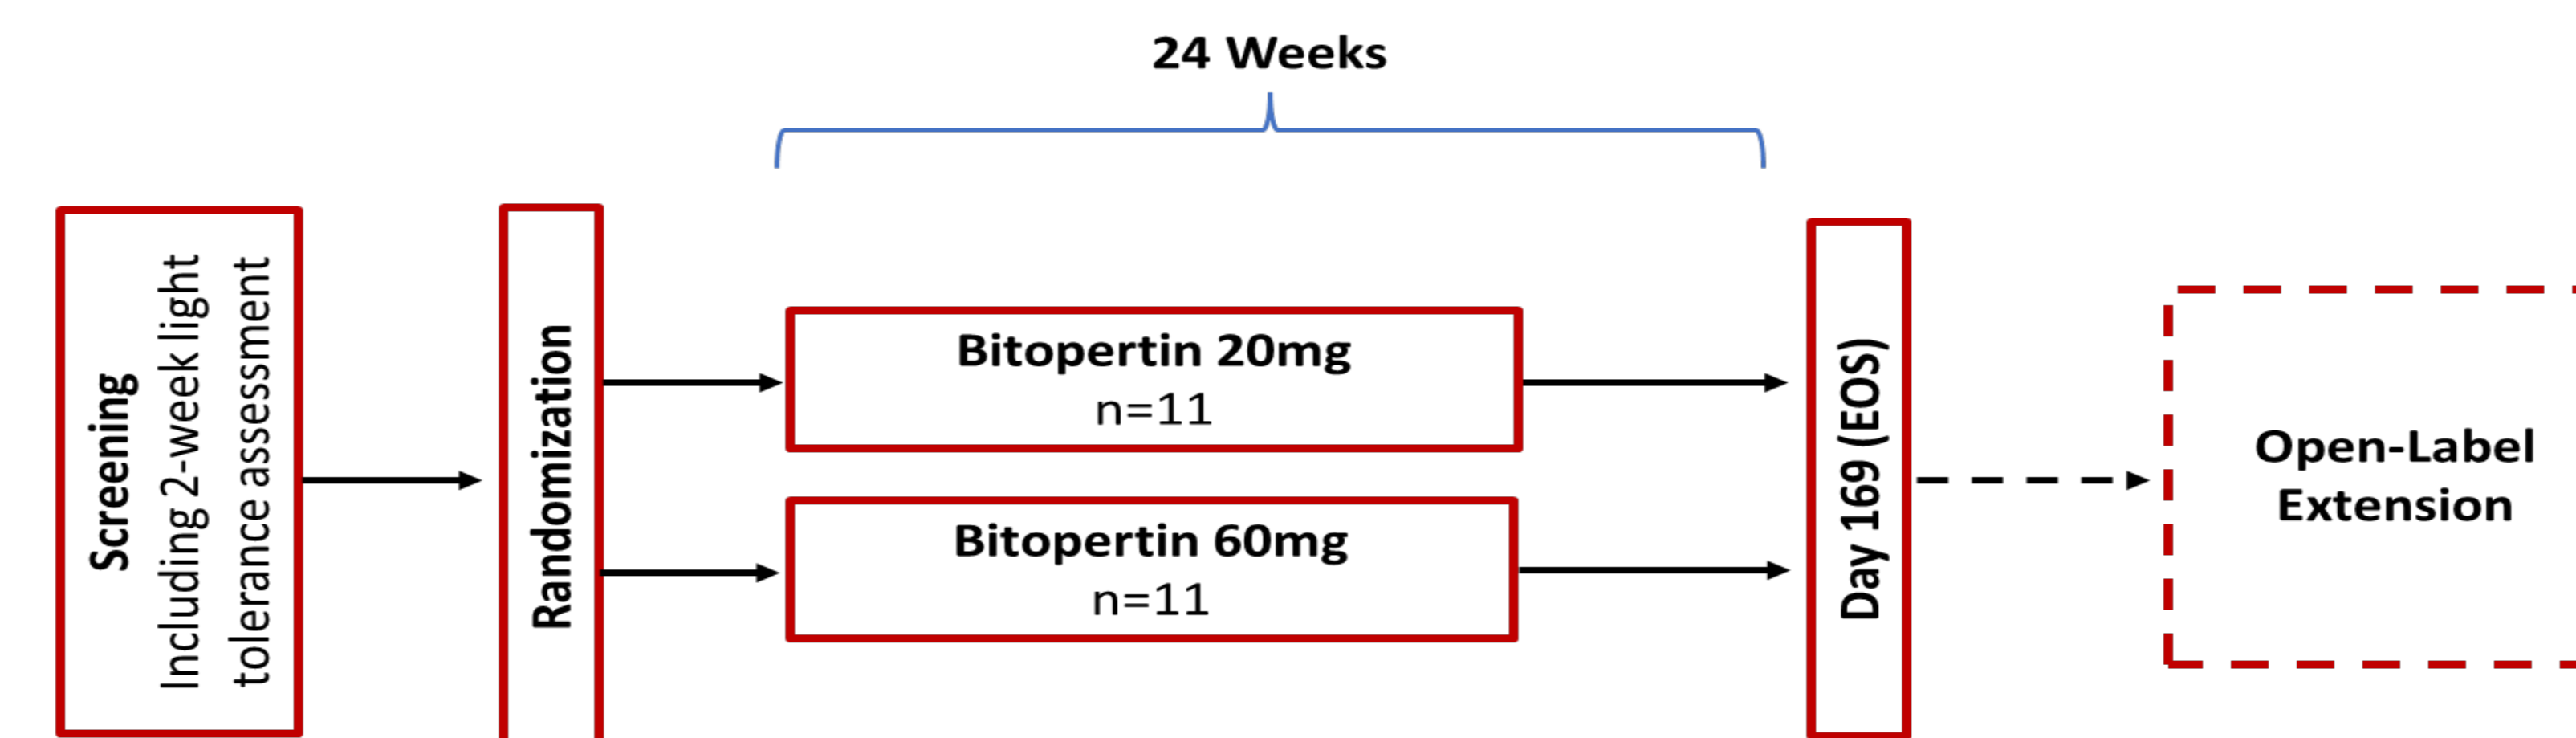 24 Weeks
Screening
Including 2-week light
tolerance assessment
Randomization
Bitopertin 20mg
n=11
Bitopertin 60mg
n=11
Day 169 (EOS)
Open-Label
Extension